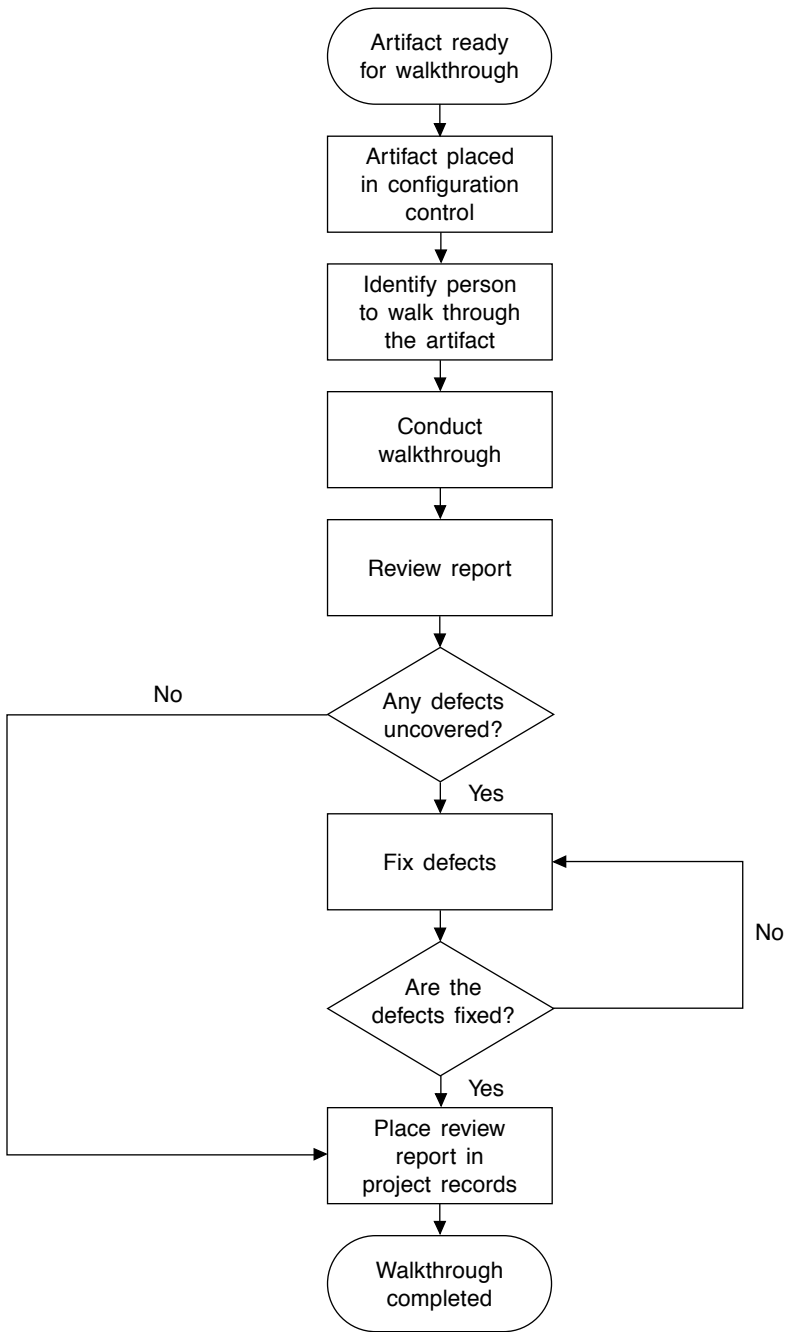 Artifact ready
for walkthrough
Artifact placed
in configuration
control
Identify person
to walk through
the artifact
Conduct
walkthrough
Review report
Any defects
uncovered?
No
Yes
Fix defects
No
Are the
defects fixed?
Yes
Place review
report in
project records
Walkthrough
completed